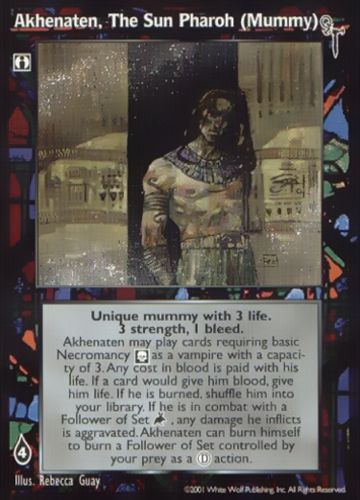 Akhenaten, The Sun Pharoh (Mummy)
Unique mummy with 3 life.
3 strength, 1 bleed.
Akhenaten may play cards requiring basic
Necromancy as a vampire with a capaci-
ty of 3. Any cost in blood is paid with his
life. If a card would give him blood, give
him life. If he is burned, shuffle him into
your library. If he is in combat with a
Follower of Set , any damage he inflicts
is aggravated. Akhenaten can burn himself
to burn a Follower of Set controlled by
your prey as a D action.
4
Illus. Rebecca Guay
©2001 White Wolf Publishing, Inc. All Rights Reserved.